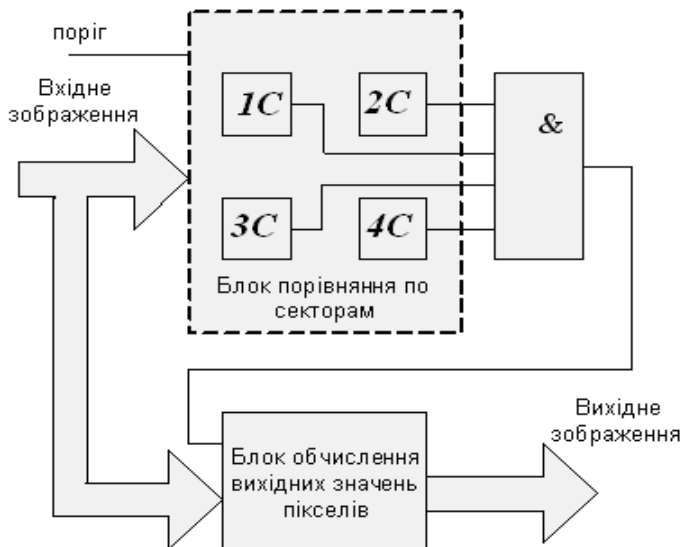 поріг
Вхідне
зображення
1C
2C
&
3C
4C
Блок порівняння по
секторам
Вихідне
зображення
Блок обчислення
вихідних значень
пікселів